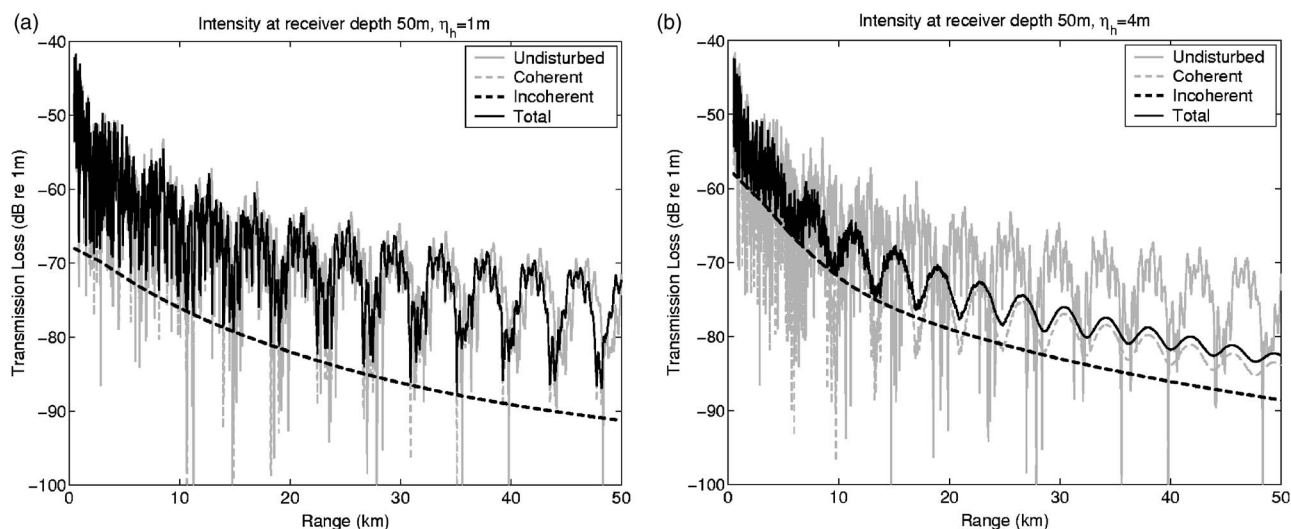 (a)
Intensity at receiver depth 50m, ηh=1m
Transmission Loss (dB re 1m)
−40
−50
−60
−70
−80
−90
−100
Undisturbed
Coherent
Incoherent
Total
0
10
20
30
40
50
Range (km)
(b)
Intensity at receiver depth 50m, ηh=4m
Transmission Loss (dB re 1m)
−40
−50
−60
−70
−80
−90
−100
Undisturbed
Coherent
Incoherent
Total
0
10
20
30
40
50
Range (km)